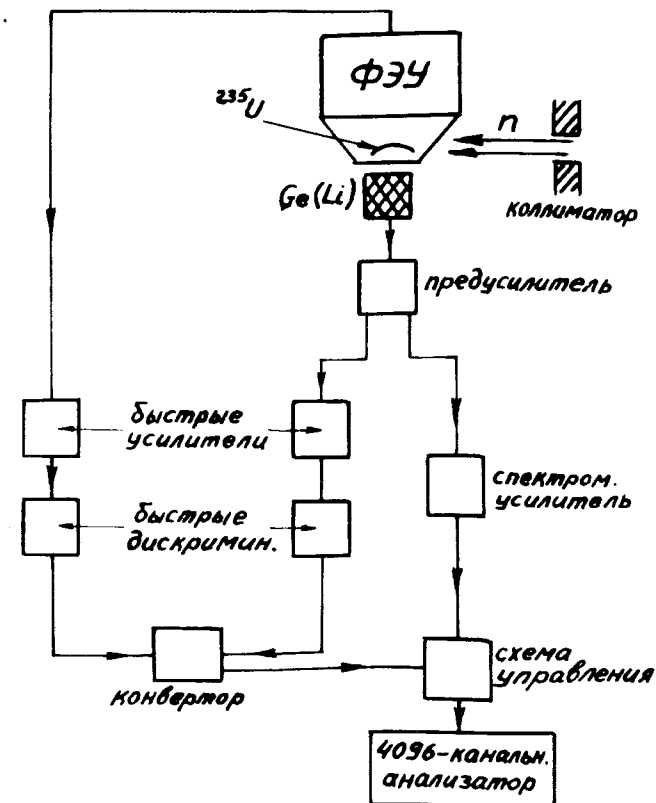 ФЭУ
²³⁵U
n
Ge(Li)
коллиматор
предусилитель
быстрые
усилители
спектром.
усилитель
быстрые
дискримин.
схема
управления
конвертор
4096-канальн.
анализатор